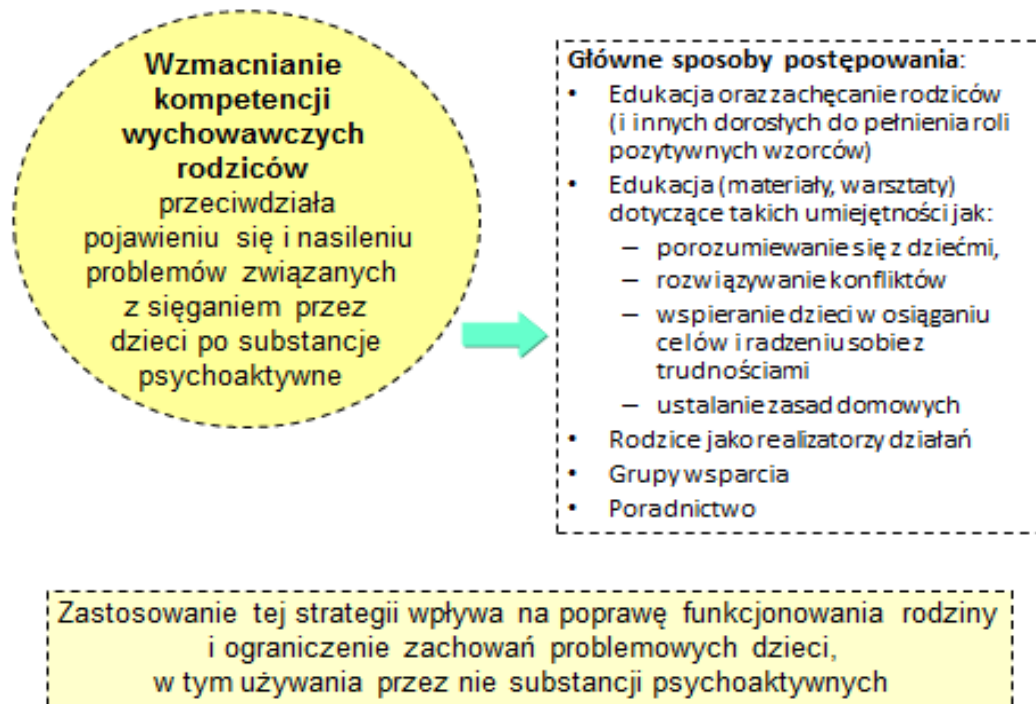 Wzmacnianie
kompetencji
wychowawczych
rodziców
przeciwdziała
pojawieniu się i nasileniu
problemów związanych
z sięganiem przez
dzieci po substancje
psychoaktywne
Główne sposoby postępowania:
• Edukacja oraz zachęcanie rodziców
(i innych dorosłych do pełnienia roli
pozytywnych wzorców)
• Edukacja (materiały, warsztaty)
dotyczące takich umiejętności jak:
– porozumiewanie się z dziećmi,
– rozwiązywanie konfliktów
– wspieranie dzieci w osiąganiu
celów i radzeniu sobie z
trudnościami
– ustalanie zasad domowych
• Rodzice jako realizatorzy działań
• Grupy wsparcia
• Poradnictwo
Zastosowanie tej strategii wpływa na poprawę funkcjonowania rodziny
i ograniczenie zachowań problemowych dzieci,
w tym używania przez nie substancji psychoaktywnych